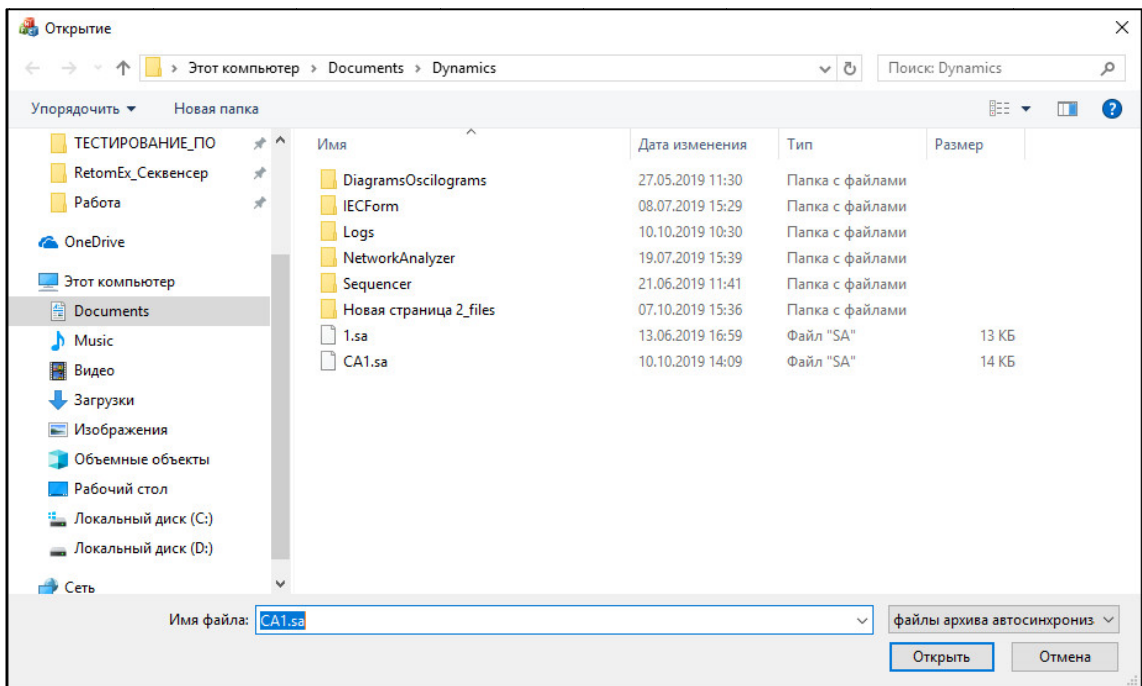 Открытие
Этот компьютер > Documents > Dynamics
Поиск: Dynamics
Упорядочить
Новая папка
ТЕСТИРОВАНИЕ_ПО
RetomEx_Секвенсер
Работа
OneDrive
Этот компьютер
Documents
Music
Видео
Загрузки
Изображения
Объемные объекты
Рабочий стол
Локальный диск (C:)
Локальный диск (D:)
Сеть
Имя Дата изменения Тип Размер
DiagramsOscilograms 27.05.2019 11:30 Папка с файлами
IECForm 08.07.2019 15:29 Папка с файлами
Logs 10.10.2019 10:30 Папка с файлами
NetworkAnalyzer 19.07.2019 15:39 Папка с файлами
Sequencer 21.06.2019 11:41 Папка с файлами
Новая страница 2_files 07.10.2019 15:36 Папка с файлами
1.sa 13.06.2019 16:59 Файл "SA" 13 КБ
CA1.sa 10.10.2019 14:09 Файл "SA" 14 КБ
Имя файла: CA1.sa
файлы архива автосинхрониз
Открыть
Отмена